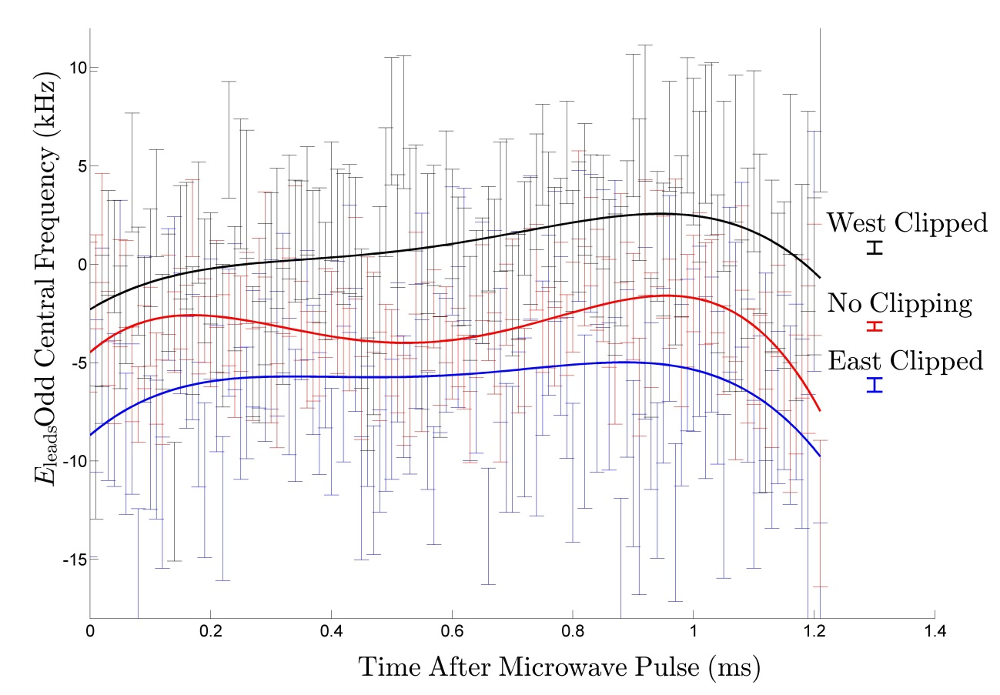 E_leads Odd Central Frequency (kHz)
10
5
0
-5
-10
-15
0 0.2 0.4 0.6 0.8 1 1.2 1.4
Time After Microwave Pulse (ms)
West Clipped
No Clipping
East Clipped